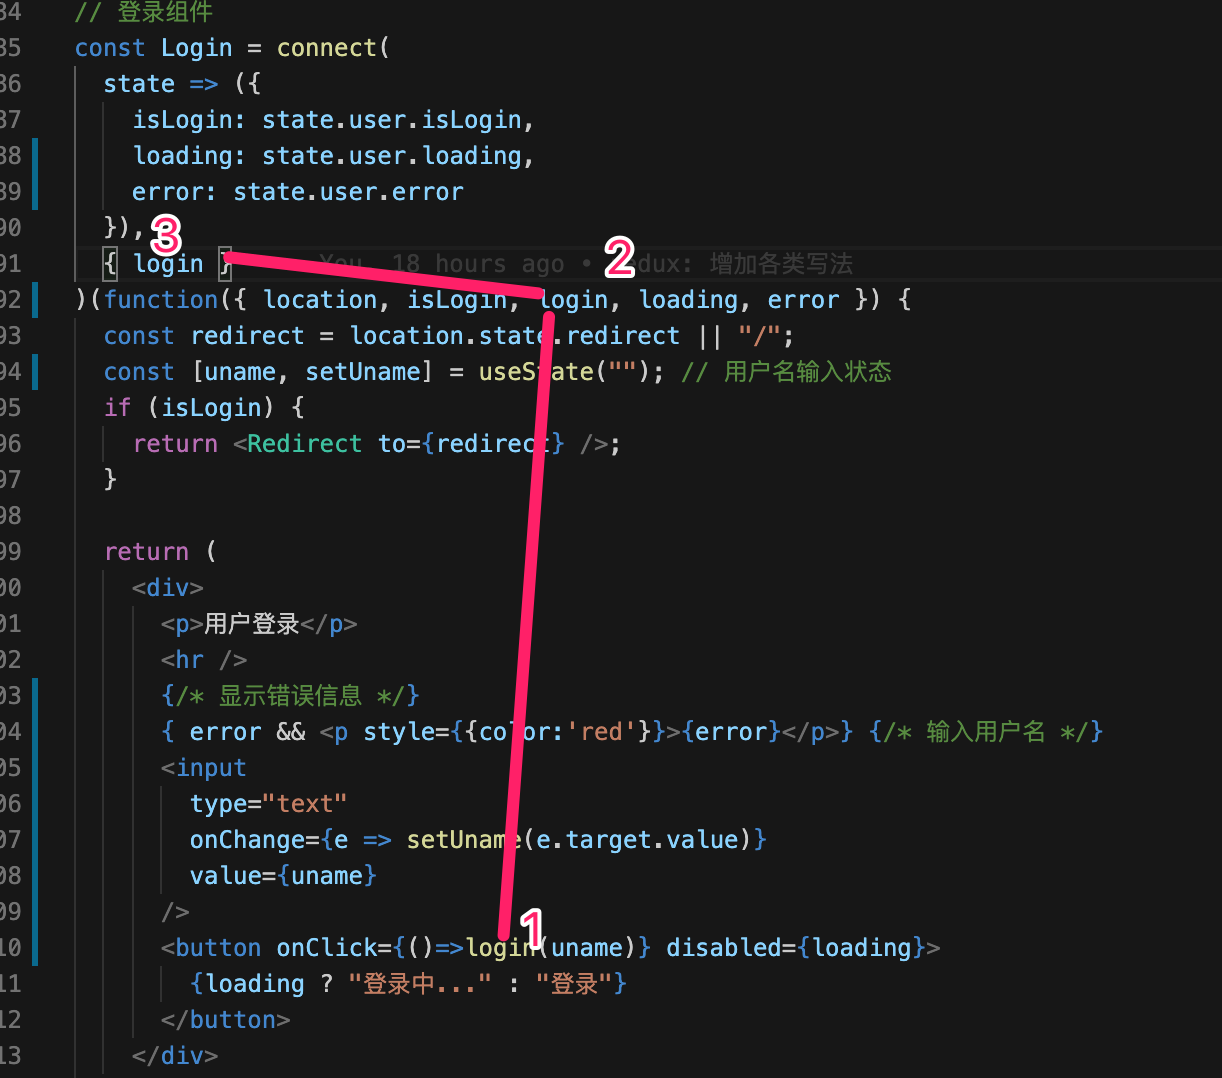 34 // 登录组件
35 const Login = connect(
36 state => ({
37 isLogin: state.user.isLogin,
38 loading: state.user.loading,
39 error: state.user.error
90 }), 3
91 { login } You, 18 hours ago • redux: 增加各类写法 2
92 )(function({ location, isLogin, login, loading, error }) {
93 const redirect = location.state.redirect || "/";
94 const [uname, setUname] = useState(""); // 用户名输入状态
95 if (isLogin) {
96 return <Redirect to={redirect} />;
97 }
98
99 return (
00 <div>
01 <p>用户登录</p>
02 <hr />
03 {/* 显示错误信息 */}
04 { error && <p style={{color:'red'}}>{error}</p>} {/* 输入用户名 */}
05 <input
06 type="text"
07 onChange={e => setUname(e.target.value)}
08 value={uname}
09 />
10 <button onClick={()=>login(uname)} disabled={loading}> 1
11 {loading ? "登录中..." : "登录"}
12 </button>
13 </div>